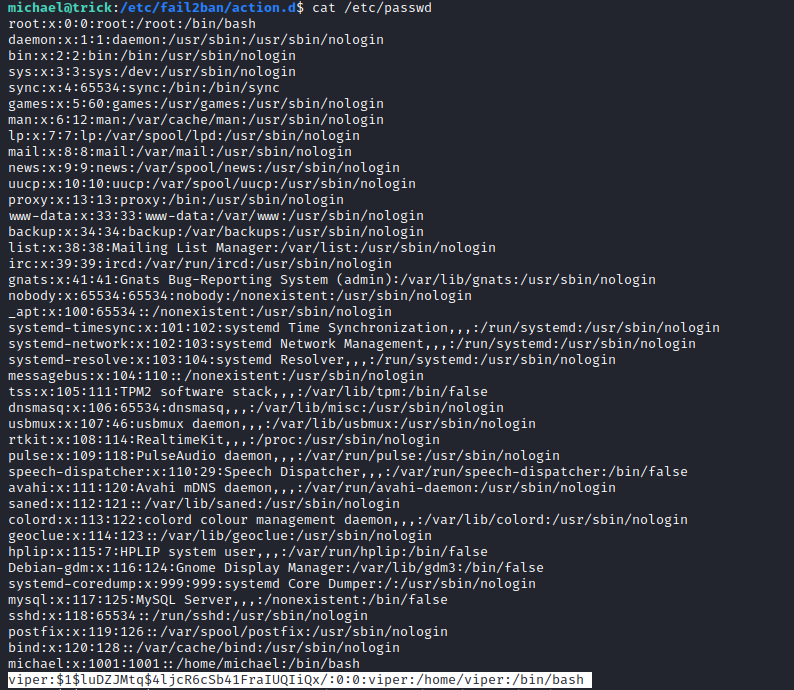 michael@trick:/etc/fail2ban/action.d$ cat /etc/passwd
root:x:0:0:root:/root:/bin/bash
daemon:x:1:1:daemon:/usr/sbin:/usr/sbin/nologin
bin:x:2:2:bin:/bin:/usr/sbin/nologin
sys:x:3:3:sys:/dev:/usr/sbin/nologin
sync:x:4:65534:sync:/bin:/bin/sync
games:x:5:60:games:/usr/games:/usr/sbin/nologin
man:x:6:12:man:/var/cache/man:/usr/sbin/nologin
lp:x:7:7:lp:/var/spool/lpd:/usr/sbin/nologin
mail:x:8:8:mail:/var/mail:/usr/sbin/nologin
news:x:9:9:news:/var/spool/news:/usr/sbin/nologin
uucp:x:10:10:uucp:/var/spool/uucp:/usr/sbin/nologin
proxy:x:13:13:proxy:/bin:/usr/sbin/nologin
www-data:x:33:33:www-data:/var/www:/usr/sbin/nologin
backup:x:34:34:backup:/var/backups:/usr/sbin/nologin
list:x:38:38:Mailing List Manager:/var/list:/usr/sbin/nologin
irc:x:39:39:ircd:/var/run/ircd:/usr/sbin/nologin
gnats:x:41:41:Gnats Bug-Reporting System (admin):/var/lib/gnats:/usr/sbin/nologin
nobody:x:65534:65534:nobody:/nonexistent:/usr/sbin/nologin
_apt:x:100:65534::/nonexistent:/usr/sbin/nologin
systemd-timesync:x:101:102:systemd Time Synchronization,,,:/run/systemd:/usr/sbin/nologin
systemd-network:x:102:103:systemd Network Management,,,:/run/systemd:/usr/sbin/nologin
systemd-resolve:x:103:104:systemd Resolver,,,:/run/systemd:/usr/sbin/nologin
messagebus:x:104:110::/nonexistent:/usr/sbin/nologin
tss:x:105:111:TPM2 software stack,,,:/var/lib/tpm:/bin/false
dnsmasq:x:106:65534:dnsmasq,,,:/var/lib/misc:/usr/sbin/nologin
usbmux:x:107:46:usbmux daemon,,,:/var/lib/usbmux:/usr/sbin/nologin
rtkit:x:108:114:RealtimeKit,,,:/proc:/usr/sbin/nologin
pulse:x:109:118:PulseAudio daemon,,,:/var/run/pulse:/usr/sbin/nologin
speech-dispatcher:x:110:29:Speech Dispatcher,,,:/var/run/speech-dispatcher:/bin/false
avahi:x:111:120:Avahi mDNS daemon,,,:/var/run/avahi-daemon:/usr/sbin/nologin
saned:x:112:121::/var/lib/saned:/usr/sbin/nologin
colord:x:113:122:colord colour management daemon,,,:/var/lib/colord:/usr/sbin/nologin
geoclue:x:114:123::/var/lib/geoclue:/usr/sbin/nologin
hplip:x:115:7:HPLIP system user,,,:/var/run/hplip:/bin/false
Debian-gdm:x:116:124:Gnome Display Manager:/var/lib/gdm3:/bin/false
systemd-coredump:x:999:999:systemd Core Dumper:/:/usr/sbin/nologin
mysql:x:117:125:MySQL Server,,,:/nonexistent:/bin/false
sshd:x:118:65534::/run/sshd:/usr/sbin/nologin
postfix:x:119:126::/var/spool/postfix:/usr/sbin/nologin
bind:x:120:128::/var/cache/bind:/usr/sbin/nologin
michael:x:1001:1001::/home/michael:/bin/bash
viper:$1$luDZJMtq$4ljcR6cSb41FraIUQIiQx/:0:0:viper:/home/viper:/bin/bash